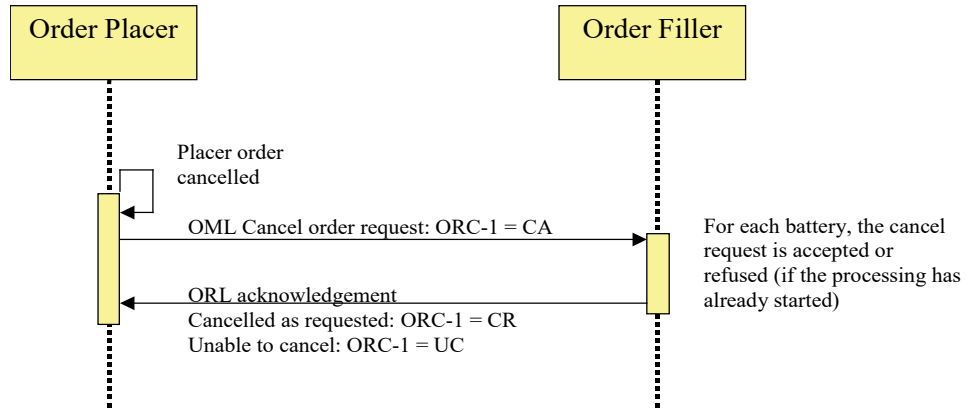 Order Placer
Order Filler
Placer order
cancelled
OML Cancel order request: ORC-1 = CA
For each battery, the cancel
request is accepted or
refused (if the processing has
already started)
ORL acknowledgement
Cancelled as requested: ORC-1 = CR
Unable to cancel: ORC-1 = UC